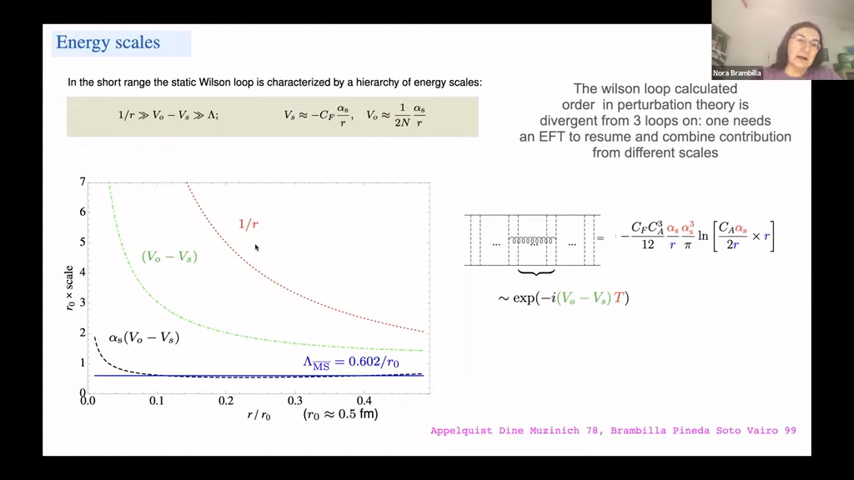 Energy scales
Nora Brambilla
In the short range the static Wilson loop is characterized by a hierarchy of energy scales:
1/r ≫ V_o − V_s ≫ Λ; V_s ≈ −C_F α_s/r, V_o ≈ 1/2N α_s/r
The wilson loop calculated
order in perturbation theory is
divergent from 3 loops on: one needs
an EFT to resume and combine contribution
from different scales
r_0 × scale
7
6
5
4
3
2
1
0
1/r
(V_o − V_s)
α_s(V_o − V_s)
Λ_MS = 0.602/r_0
0.0 0.1 0.2 0.3 0.4
r/r_0 (r_0 ≈ 0.5 fm)
... ... ... = − C_F C_A^3/12 α_s/r α_s^3/π ln [C_A α_s/2r × r]
∼ exp(−i(V_o − V_s) T)
Appelquist Dine Muzinich 78, Brambilla Pineda Soto Vairo 99